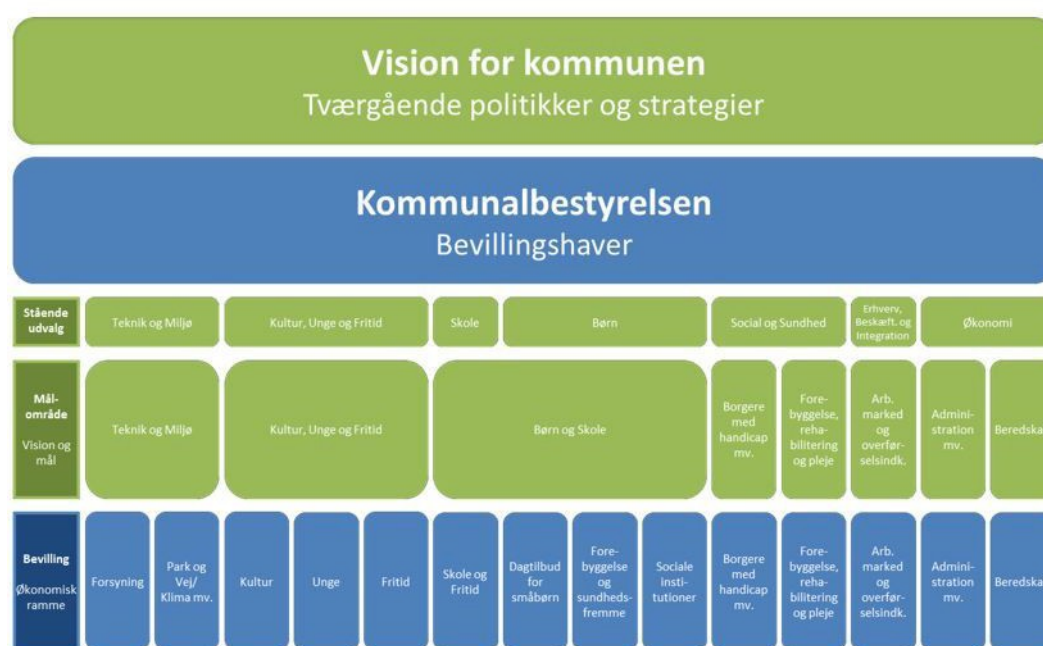 Vision for kommunen
Tværgående politikker og strategier
Kommunalbestyrelsen
Bevillingshaver
Stående
udvalg
Teknik og Miljø
Kultur, Unge og Fritid
Skole
Børn
Social og Sundhed
Erhverv,
Beskæft. og
Integration
Økonomi
Mål-
område
Vision og
mål
Teknik og Miljø
Kultur, Unge og Fritid
Børn og Skole
Borgere
med
handicap
mv.
Fore-
byggelse,
reha-
bilitering
og pleje
Arb.
marked
og
overfør-
selsindk.
Admini-
stration
mv.
Beredska
Bevilling
Økonomisk
ramme
Forsyning
Park og
Vej/
Klima mv.
Kultur
Unge
Fritid
Skole og
Fritid
Dagtilbud
for
småbørn
Fore-
byggelse
og
sundheds-
fremme
Sociale
insti-
tutioner
Borgere
med
handicap
mv.
Fore-
byggelse,
reha-
bilitering
og pleje
Arb.
marked
og
overfør-
selsindk.
Admini-
stration
mv.
Beredska